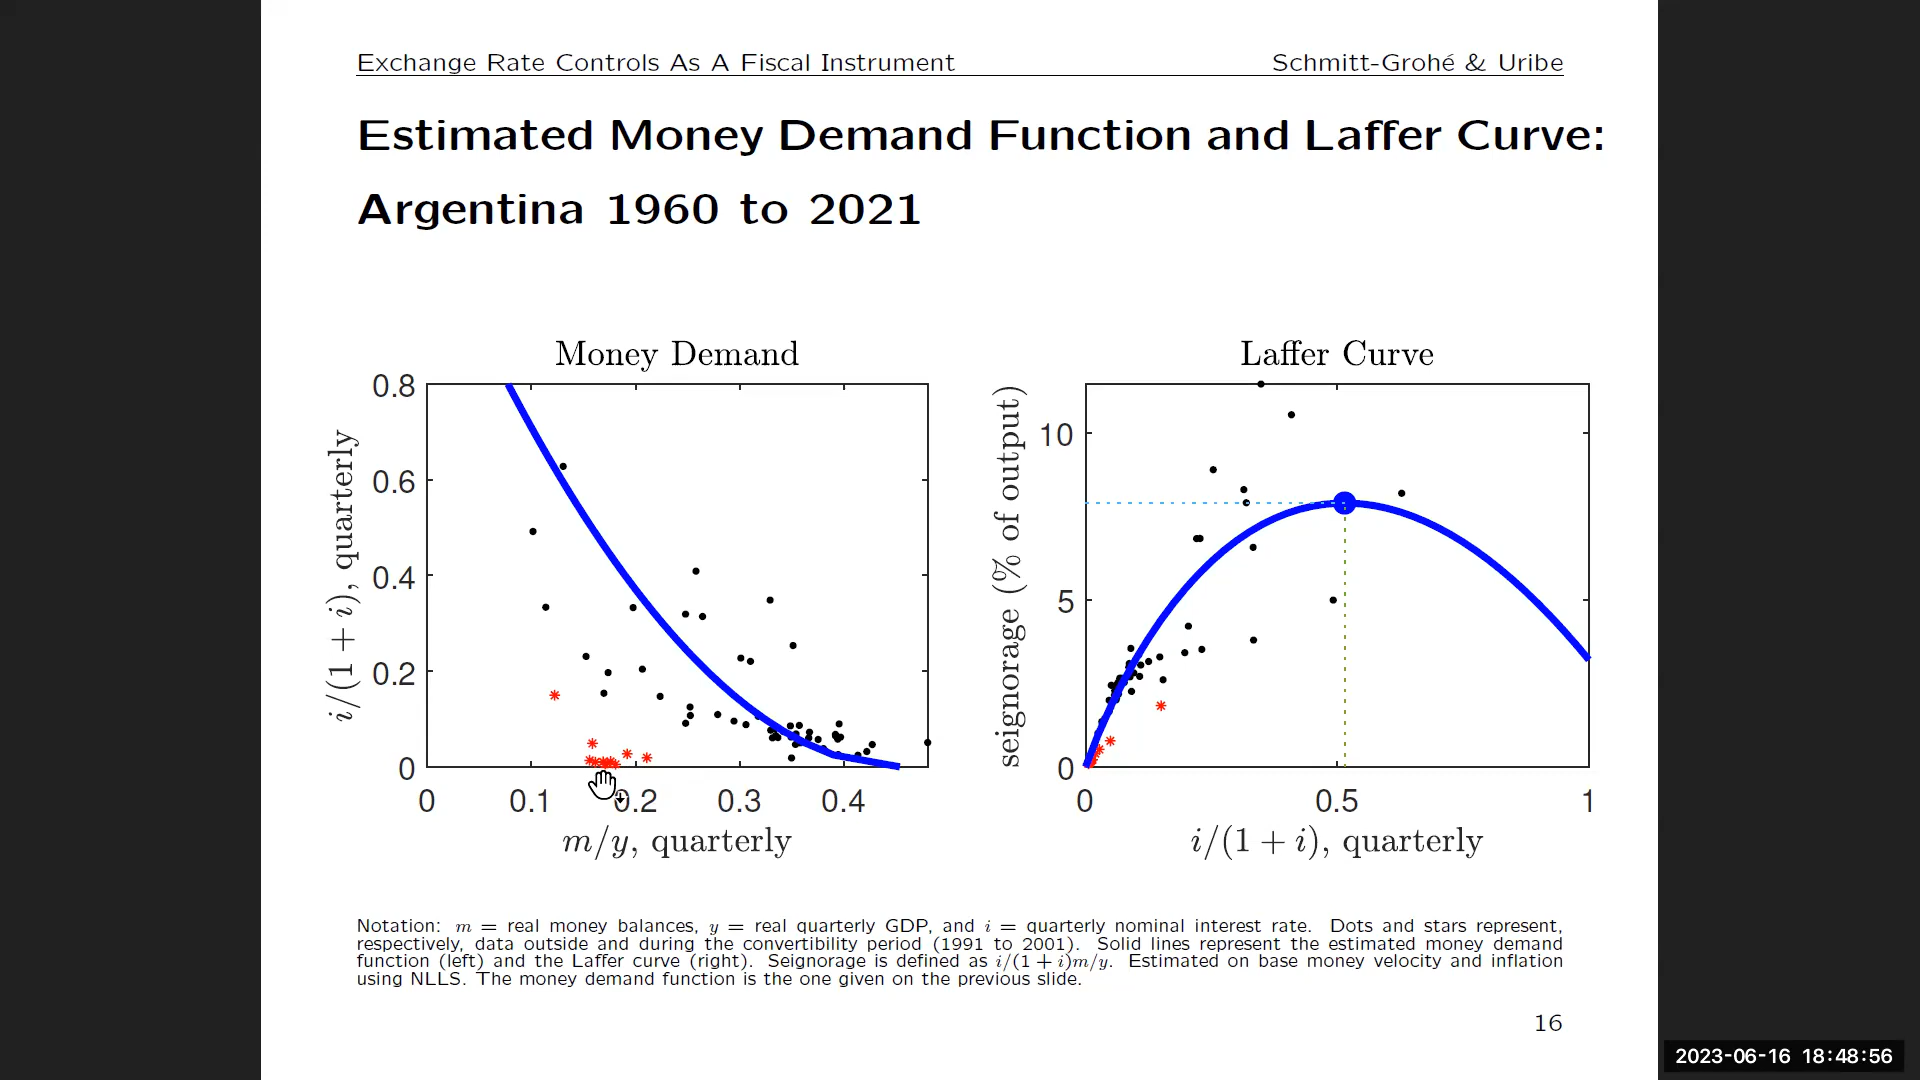 Exchange Rate Controls As A Fiscal Instrument Schmitt-Grohé & Uribe
Estimated Money Demand Function and Laffer Curve:
Argentina 1960 to 2021
Money Demand
0.8
0.6
0.4
0.2
0
i/(1 + i), quarterly
0 0.1 0.2 0.3 0.4
m/y, quarterly
Laffer Curve
10
5
0
seignorage (% of output)
0 0.5 1
i/(1 + i), quarterly
Notation: m = real money balances, y = real quarterly GDP, and i = quarterly nominal interest rate. Dots and stars represent,
respectively, data outside and during the convertibility period (1991 to 2001). Solid lines represent the estimated money demand
function (left) and the Laffer curve (right). Seignorage is defined as i/(1 + i)m/y. Estimated on base money velocity and inflation
using NLLS. The money demand function is the one given on the previous slide.
16
2023-06-16 18:48:56